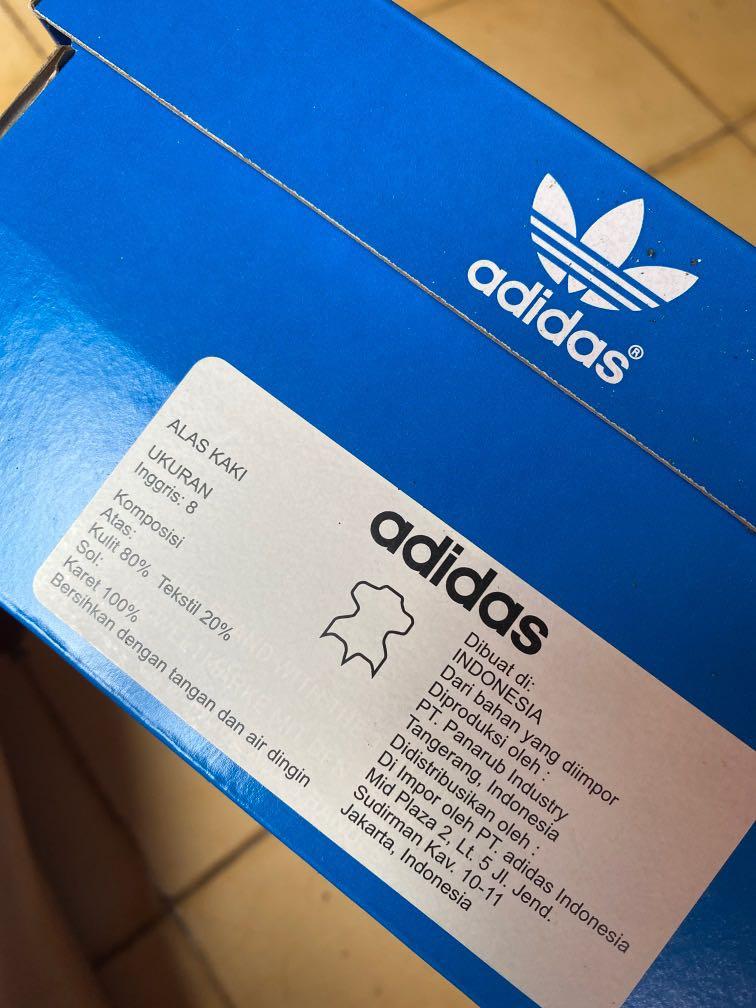 adidas®
ALAS KAKI
UKURAN
Inggris: 8
Komposisi
Atas:
Kulit 80% Tekstil 20%
Sol:
Karet 100%
Bersihkan dengan tangan dan air dingin
adidas
Dibuat di:
INDONESIA
Dari bahan yang diimpor
Diproduksi oleh :
PT. Panarub Industry
Tangerang, Indonesia
Didistribusikan oleh :
Di Impor oleh PT. adidas Indonesia
Mid Plaza 2, Lt. 5 Jl. Jend.
Sudirman Kav. 10-11
Jakarta, Indonesia